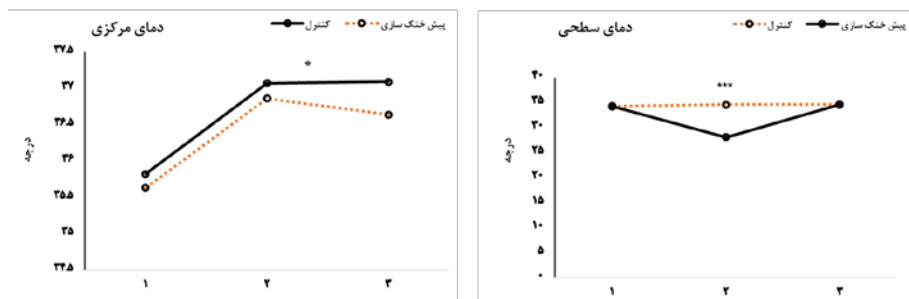 دمای مرکزی
کنترل
پیش خنک سازی
۳۷.۵
۳۷
۳۶.۵
۳۶
۳۵.۵
۳۵
۳۴.۵
درجه
*
۱ ۲ ۳
دمای سطحی
کنترل
پیش خنک سازی
۴۰
۳۵
۳۰
۲۵
۲۰
۱۵
۱۰
۵
۰
درجه
***
۱ ۲ ۳